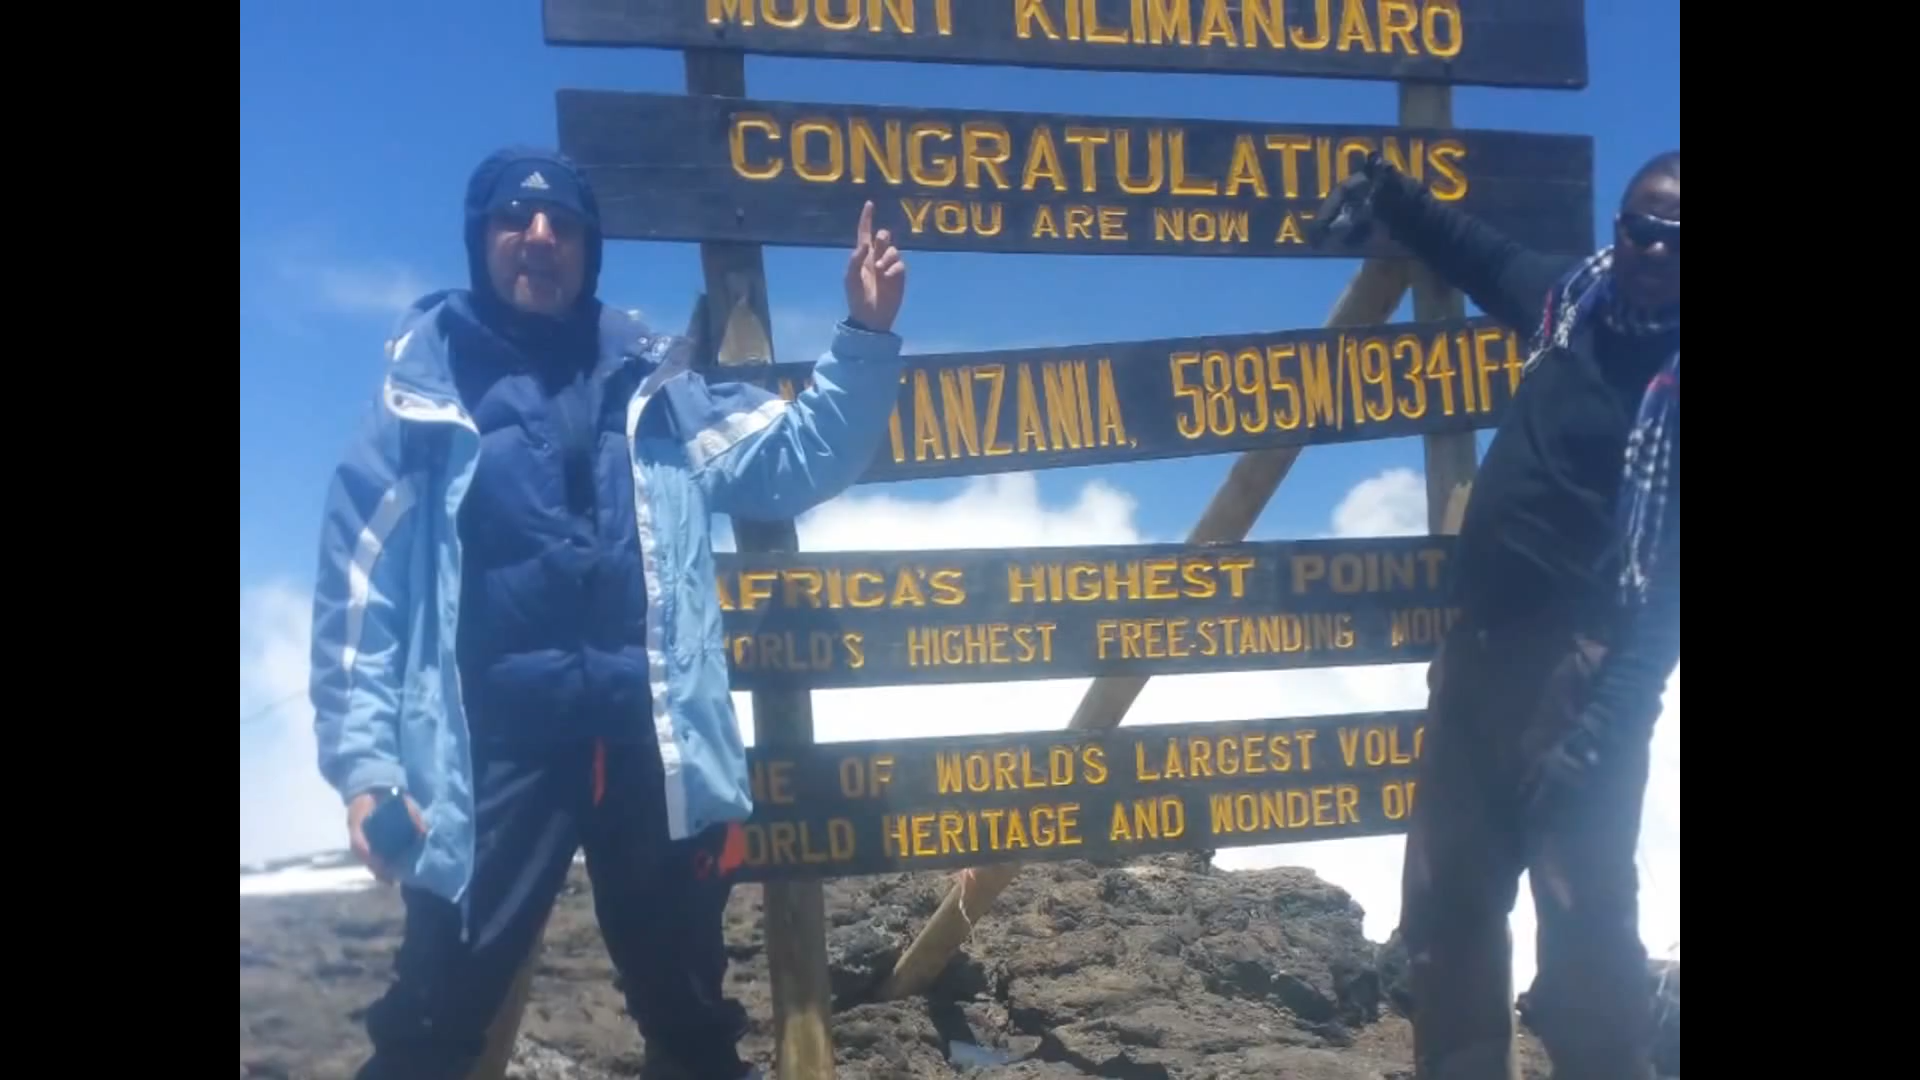 MOUNT KILIMANJARO
CONGRATULATIONS
YOU ARE NOW AT
TANZANIA, 5895M/19341Ft
AFRICA'S HIGHEST POINT
WORLD'S HIGHEST FREE-STANDING
OF WORLD'S LARGEST
WORLD HERITAGE AND WONDER